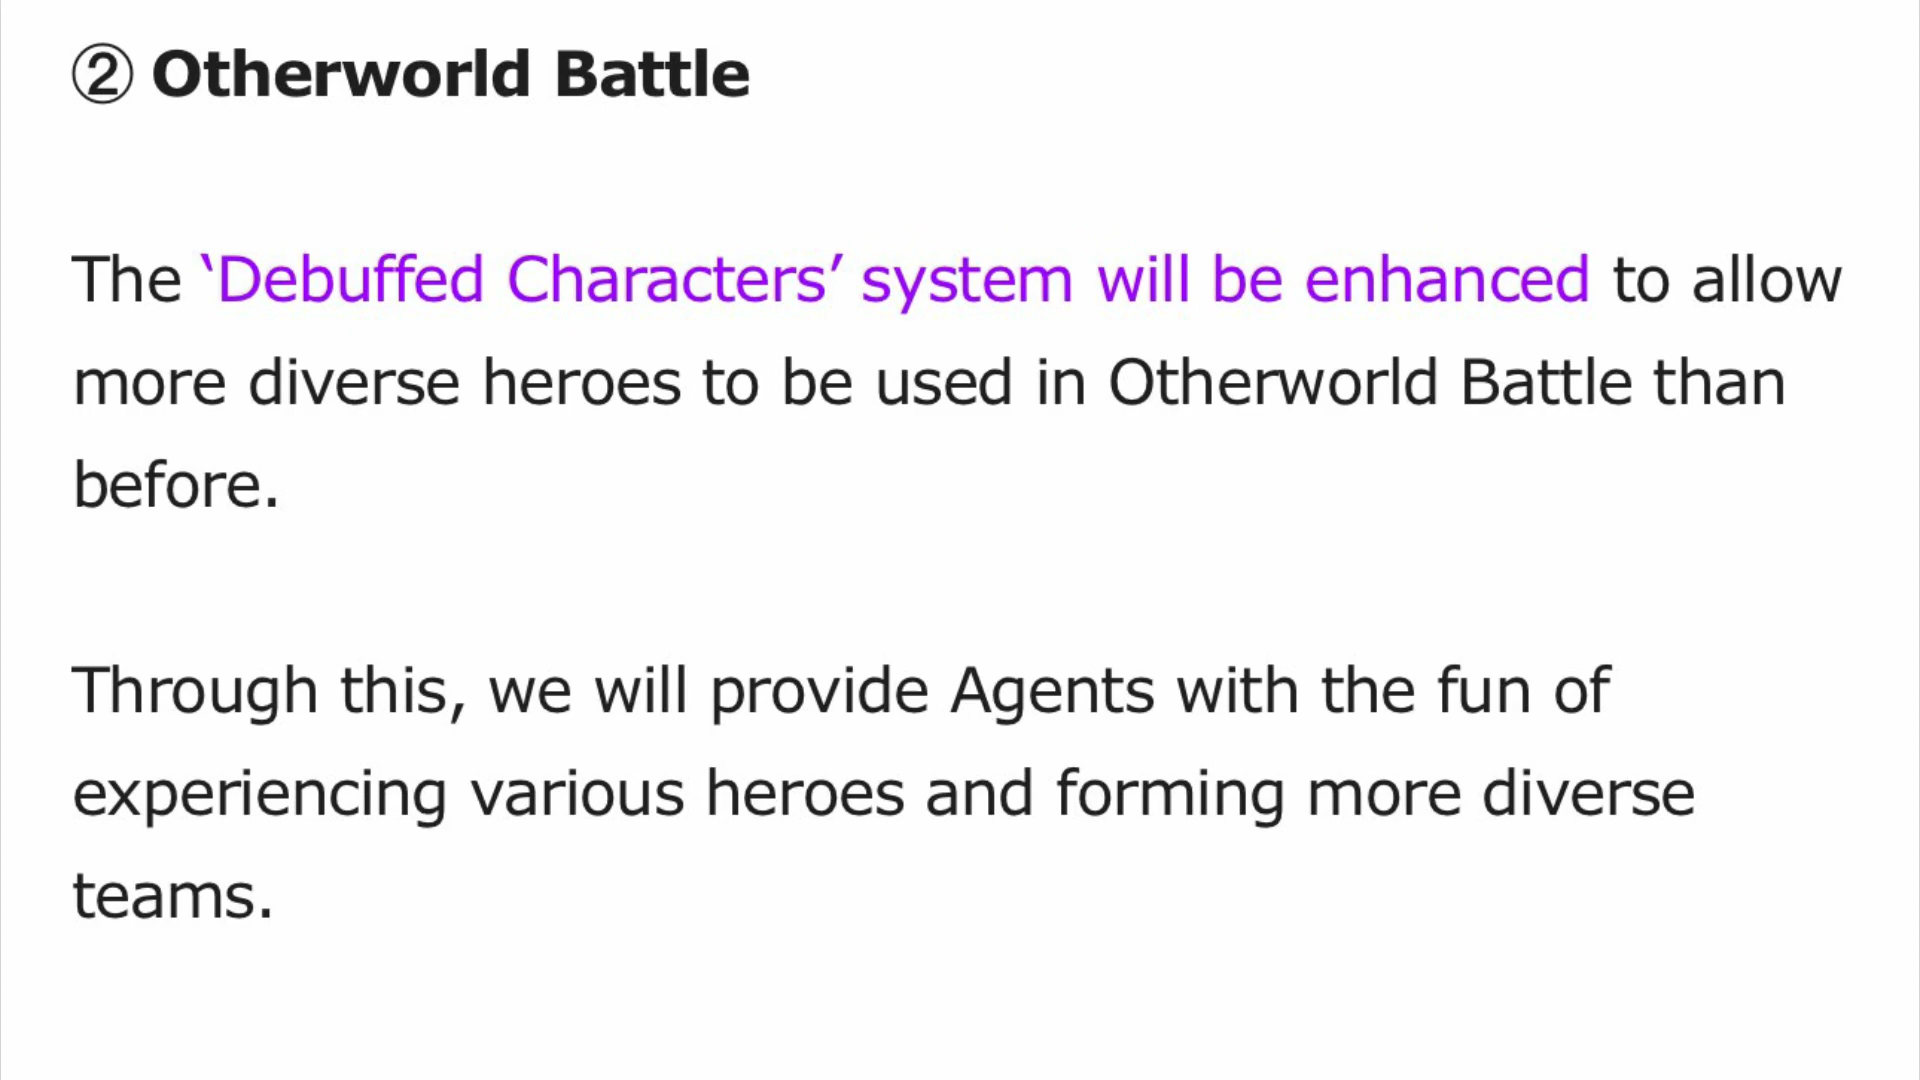 ② Otherworld Battle
The ‘Debuffed Characters’ system will be enhanced to allow
more diverse heroes to be used in Otherworld Battle than
before.
Through this, we will provide Agents with the fun of
experiencing various heroes and forming more diverse
teams.